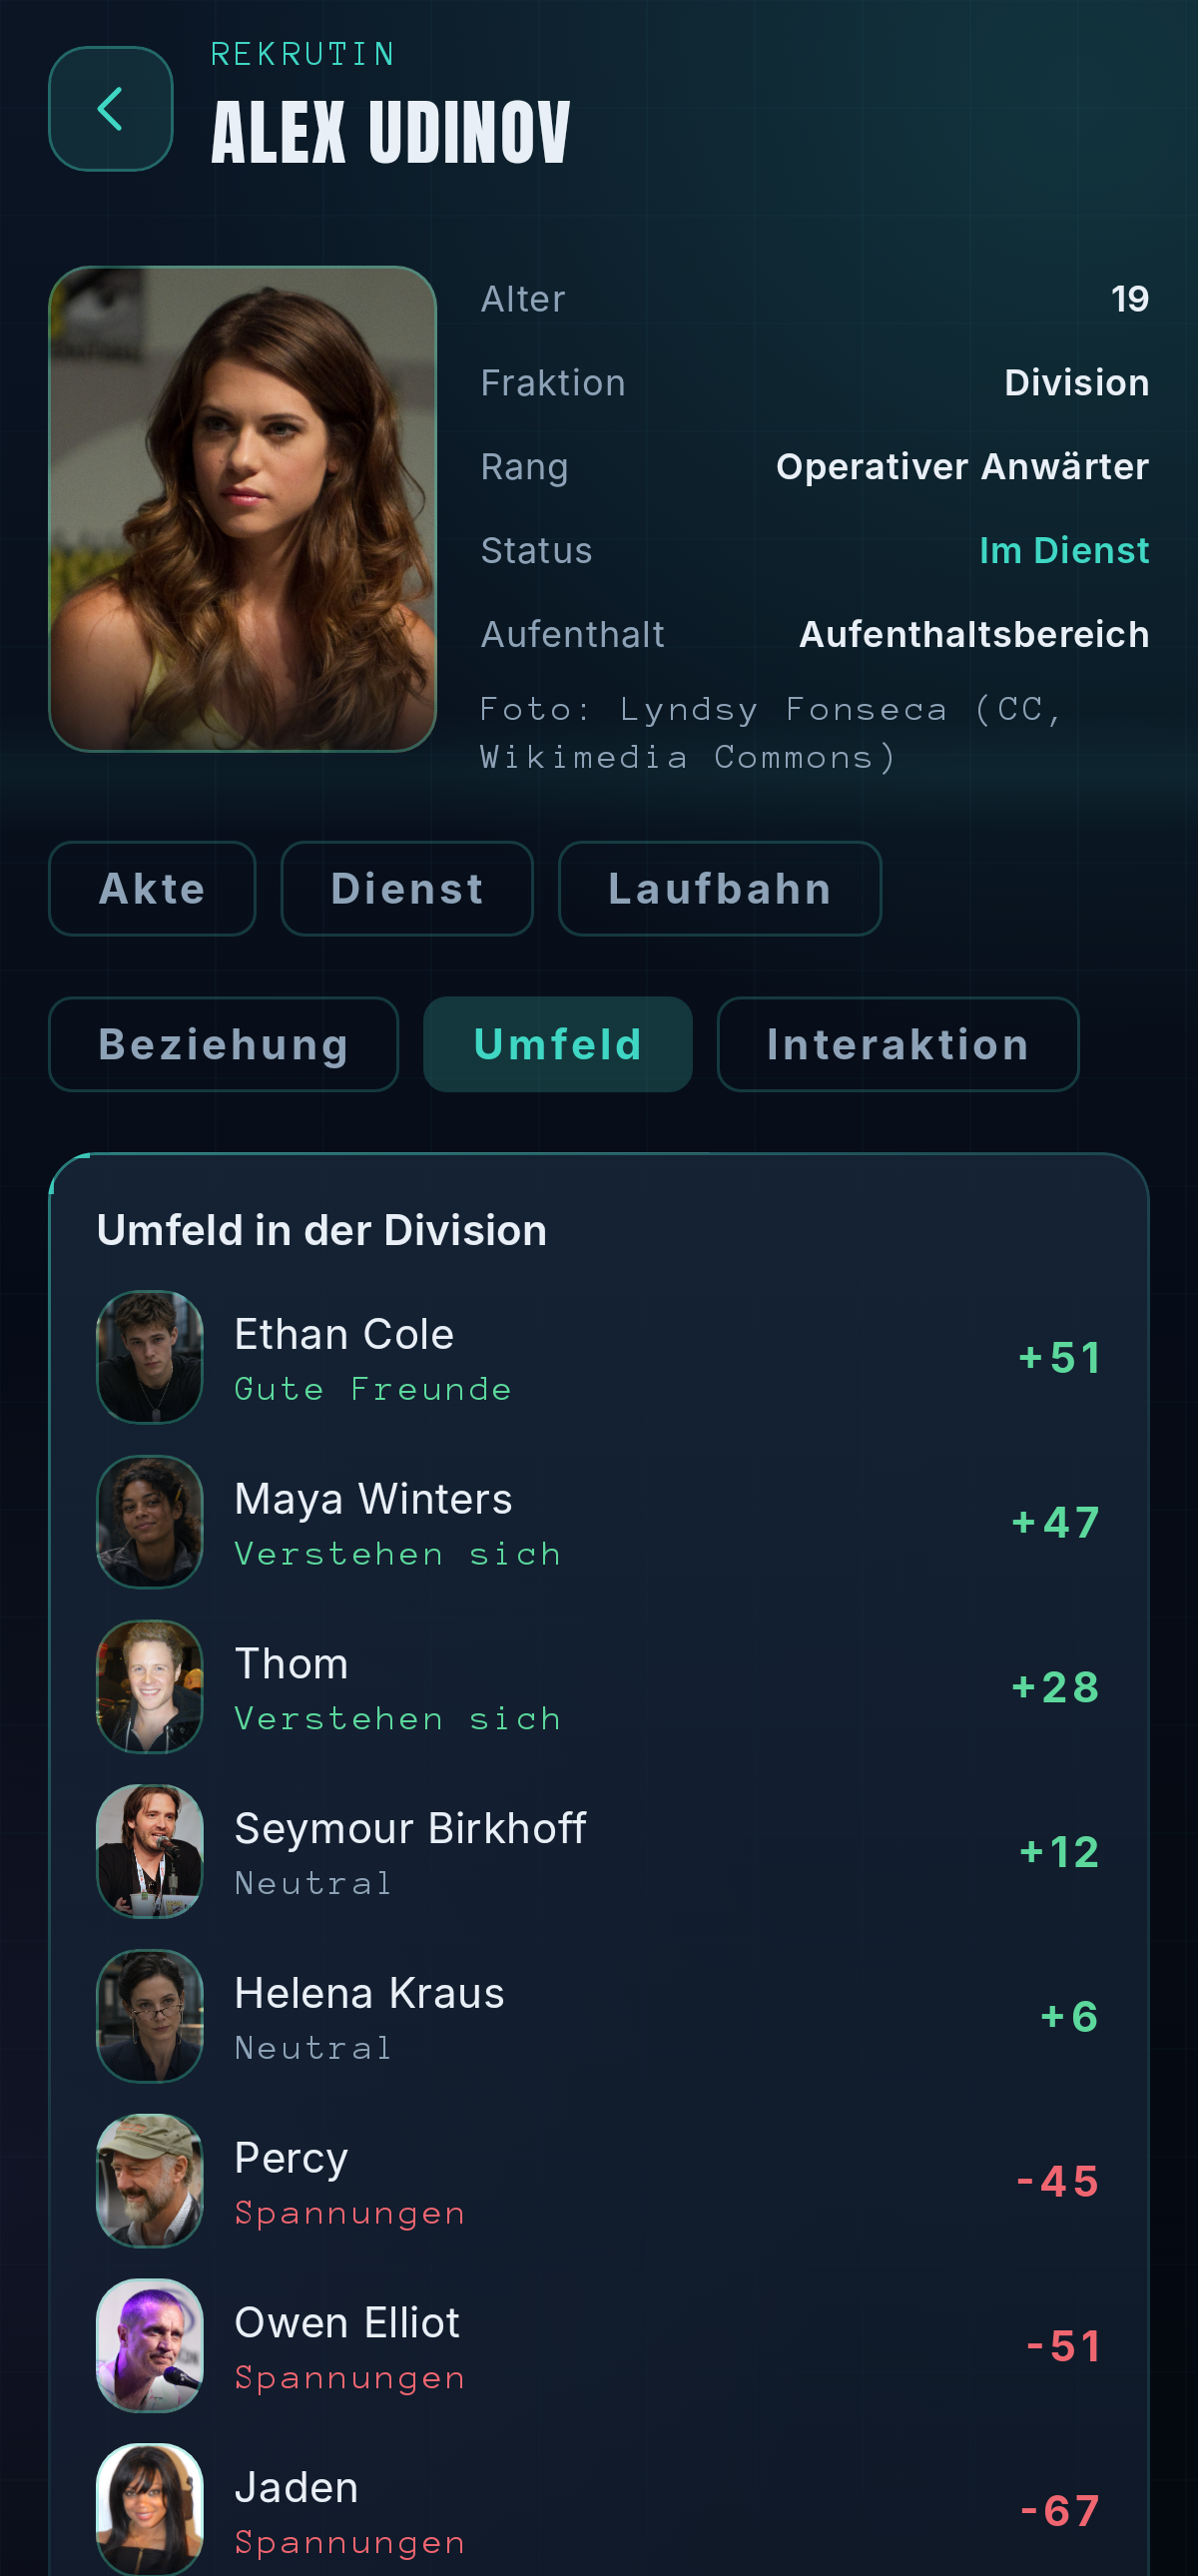 REKRUTIN
ALEX UDINOV
Alter 19
Fraktion Division
Rang Operativer Anwärter
Status Im Dienst
Aufenthalt Aufenthaltsbereich
Foto: Lyndsy Fonseca (CC,
Wikimedia Commons)
Akte Dienst Laufbahn
Beziehung Umfeld Interaktion
Umfeld in der Division
Ethan Cole
Gute Freunde
+51
Maya Winters
Verstehen sich
+47
Thom
Verstehen sich
+28
Seymour Birkhoff
Neutral
+12
Helena Kraus
Neutral
+6
Percy
Spannungen
-45
Owen Elliot
Spannungen
-51
Jaden
Spannungen
-67